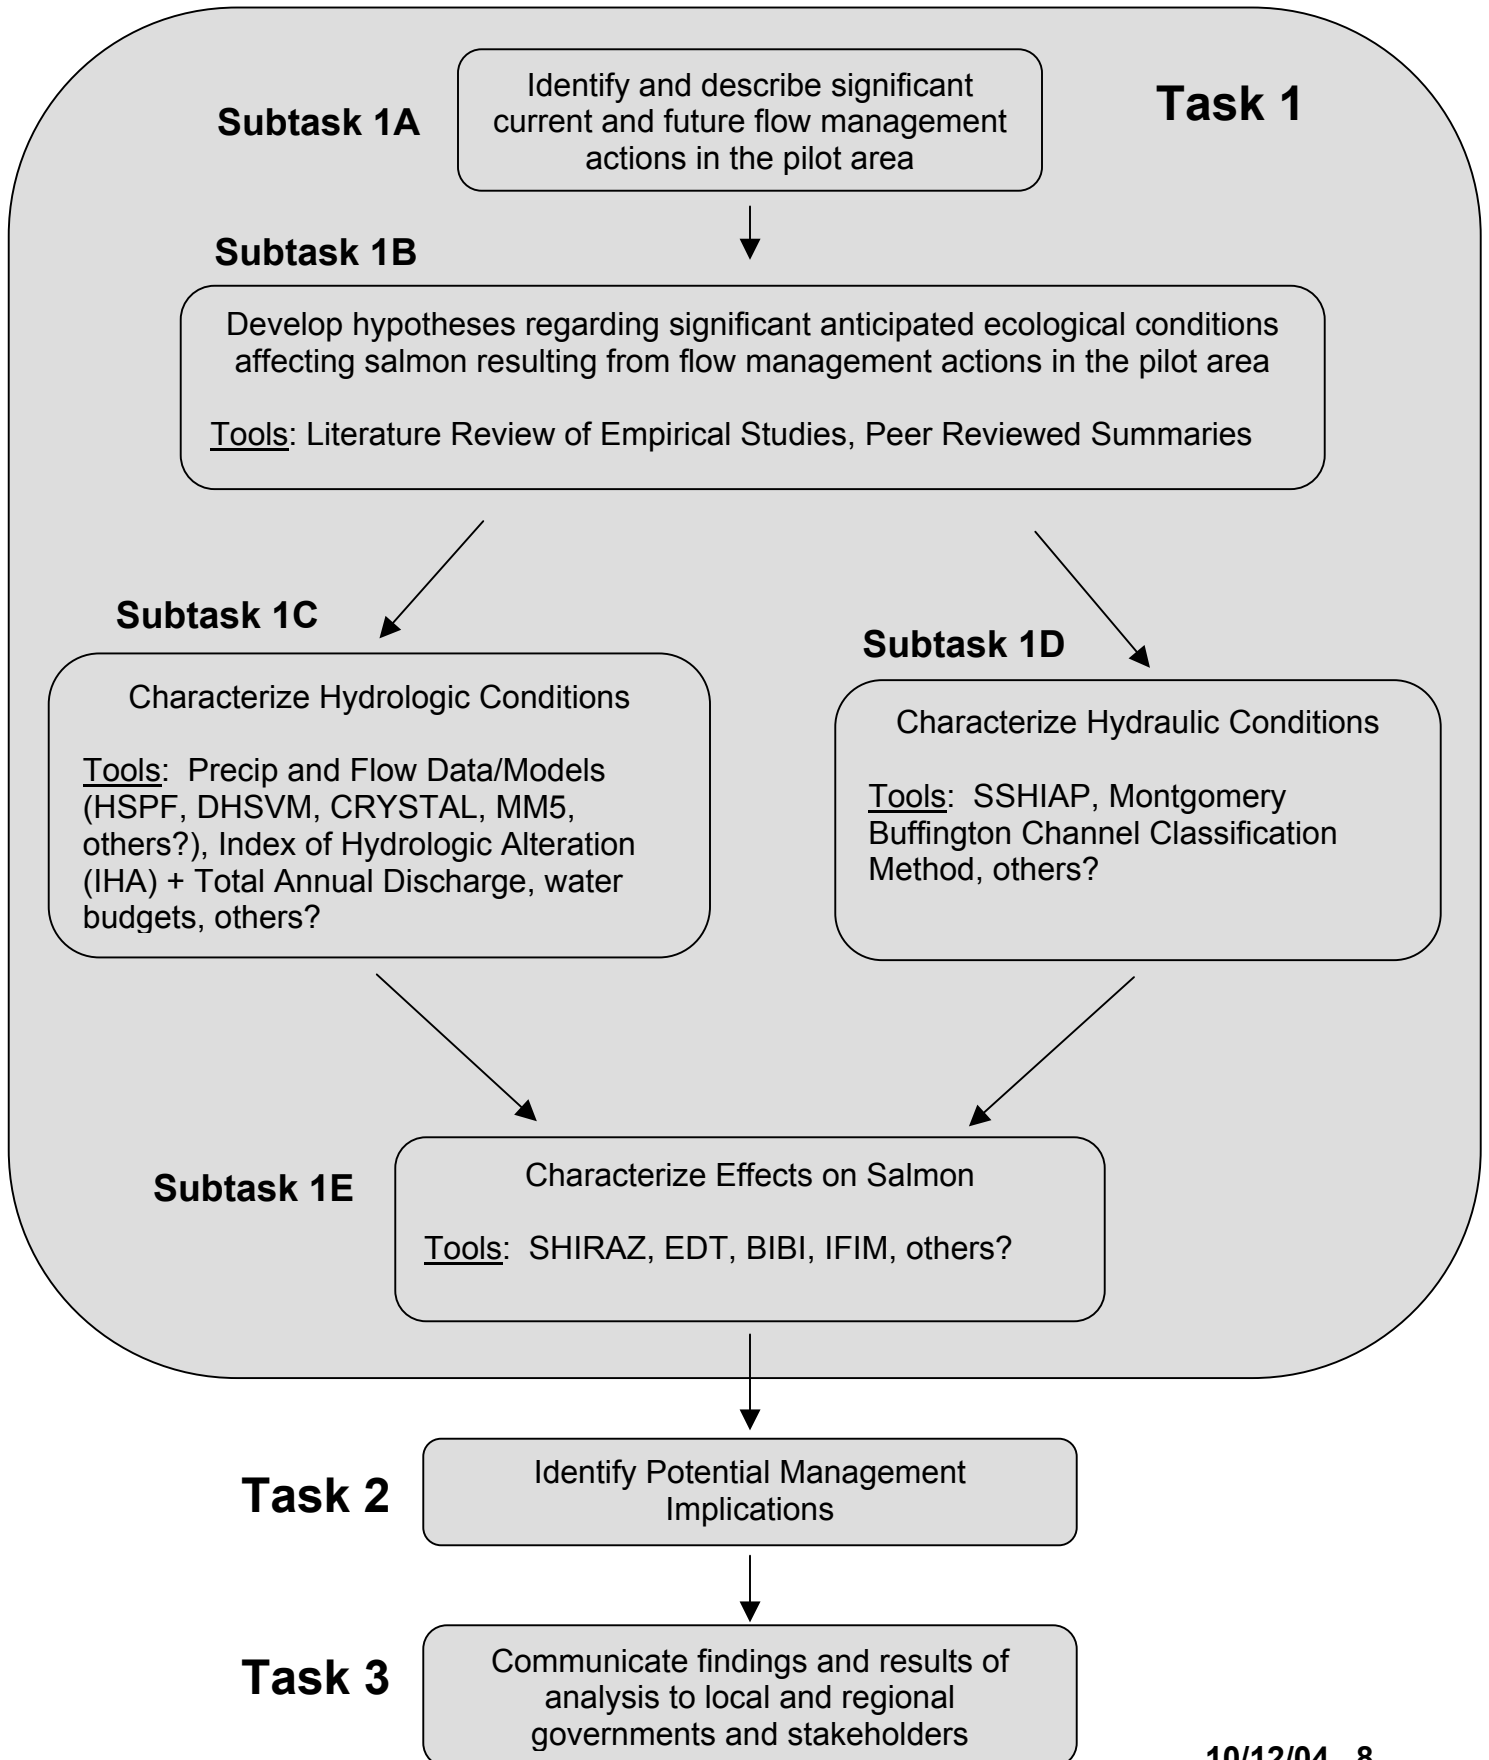 Task 1
Subtask 1A
Identify and describe significant
current and future flow management
actions in the pilot area
Subtask 1B
Develop hypotheses regarding significant anticipated ecological conditions
affecting salmon resulting from flow management actions in the pilot area
Tools: Literature Review of Empirical Studies, Peer Reviewed Summaries
Subtask 1C
Characterize Hydrologic Conditions
Tools: Precip and Flow Data/Models
(HSPF, DHSVM, CRYSTAL, MM5,
others?), Index of Hydrologic Alteration
(IHA) + Total Annual Discharge, water
budgets, others?
Subtask 1D
Characterize Hydraulic Conditions
Tools: SSHIAP, Montgomery
Buffington Channel Classification
Method, others?
Subtask 1E
Characterize Effects on Salmon
Tools: SHIRAZ, EDT, BIBI, IFIM, others?
Task 2
Identify Potential Management
Implications
Task 3
Communicate findings and results of
analysis to local and regional
governments and stakeholders
10/12/04 8